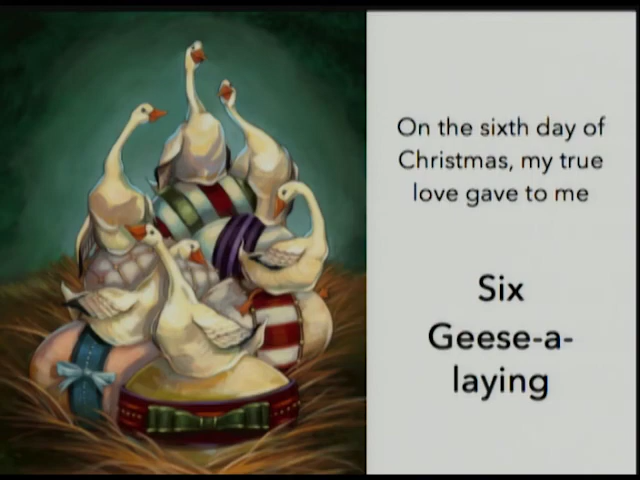 On the sixth day of
Christmas, my true
love gave to me
Six
Geese-a-
laying